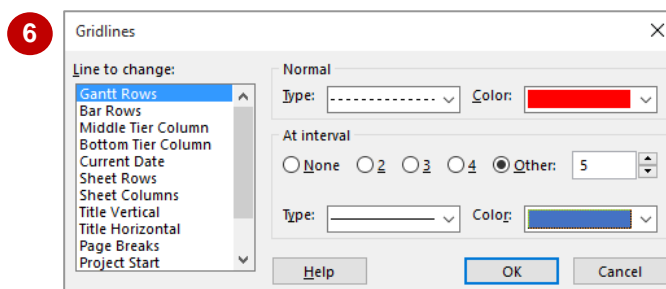 6
Gridlines
Line to change:
Gantt Rows
Bar Rows
Middle Tier Column
Bottom Tier Column
Current Date
Sheet Rows
Sheet Columns
Title Vertical
Title Horizontal
Page Breaks
Project Start
Normal
Type:
Color:
At interval
None 2 3 4 Other: 5
Type:
Color:
Help OK Cancel